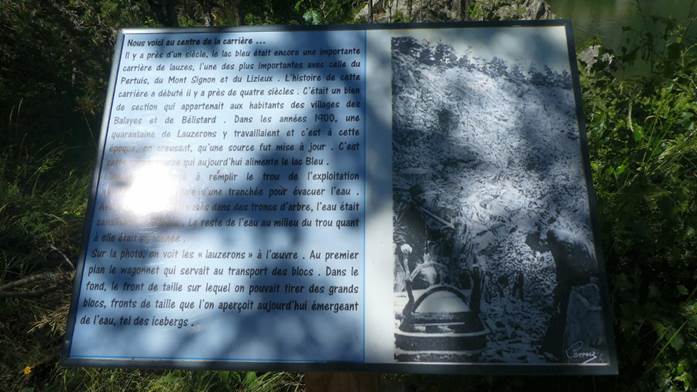 Nous voici au centre de la carrière ...
Il y a près d'un siècle, le lac bleu était encore une importante
carrière de lauzes, l'une des plus importantes avec celle du
Pertuis, du Mont Signon et du Lizieux . L'histoire de cette
carrière a débuté il y a près de quatre siècles . C'était un bien
de section qui appartenait aux habitants des villages des
Balayes et de Bélistard . Dans les années 1900, une
quarantaine de Lauzerons y travaillaient et c'est à cette
époque, en creusant, qu'une source fut mise à jour . C'est
qui aujourd'hui alimente le lac Bleu .
à remplir le trou de l'exploitation
d'une tranchée pour évacuer l'eau .
dans des troncs d'arbre, l'eau était
Le reste de l'eau au milieu du trou quant
à elle était
Sur la photo, on voit les « lauzerons » à l'œuvre . Au premier
plan le wagonnet qui servait au transport des blocs . Dans le
fond, le front de taille sur lequel on pouvait tirer des grands
blocs, fronts de taille que l'on aperçoit aujourd'hui émergeant
de l'eau, tel des icebergs .